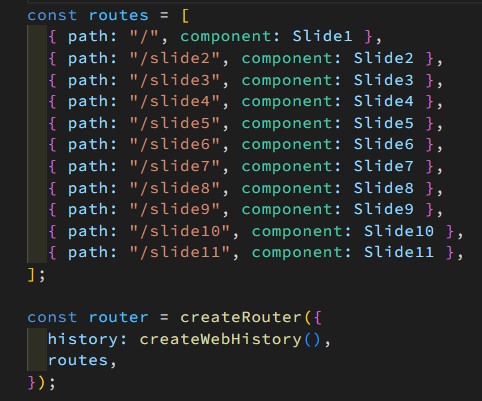 const routes = [
  { path: "/", component: Slide1 },
  { path: "/slide2", component: Slide2 },
  { path: "/slide3", component: Slide3 },
  { path: "/slide4", component: Slide4 },
  { path: "/slide5", component: Slide5 },
  { path: "/slide6", component: Slide6 },
  { path: "/slide7", component: Slide7 },
  { path: "/slide8", component: Slide8 },
  { path: "/slide9", component: Slide9 },
  { path: "/slide10", component: Slide10 },
  { path: "/slide11", component: Slide11 },
];
const router = createRouter({
  history: createWebHistory(),
  routes,
});